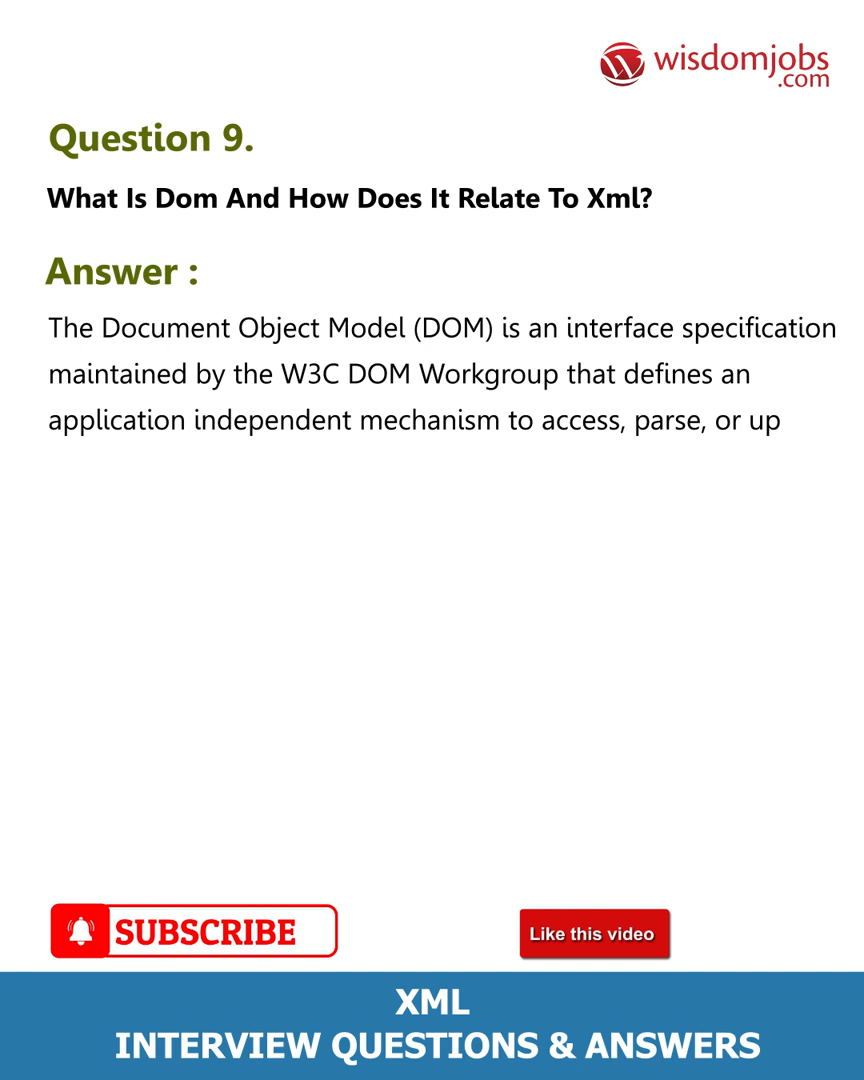 wisdomjobs
.com
Question 9.
What Is Dom And How Does It Relate To Xml?
Answer :
The Document Object Model (DOM) is an interface specification
maintained by the W3C DOM Workgroup that defines an
application independent mechanism to access, parse, or up
SUBSCRIBE
Like this video
XML
INTERVIEW QUESTIONS & ANSWERS